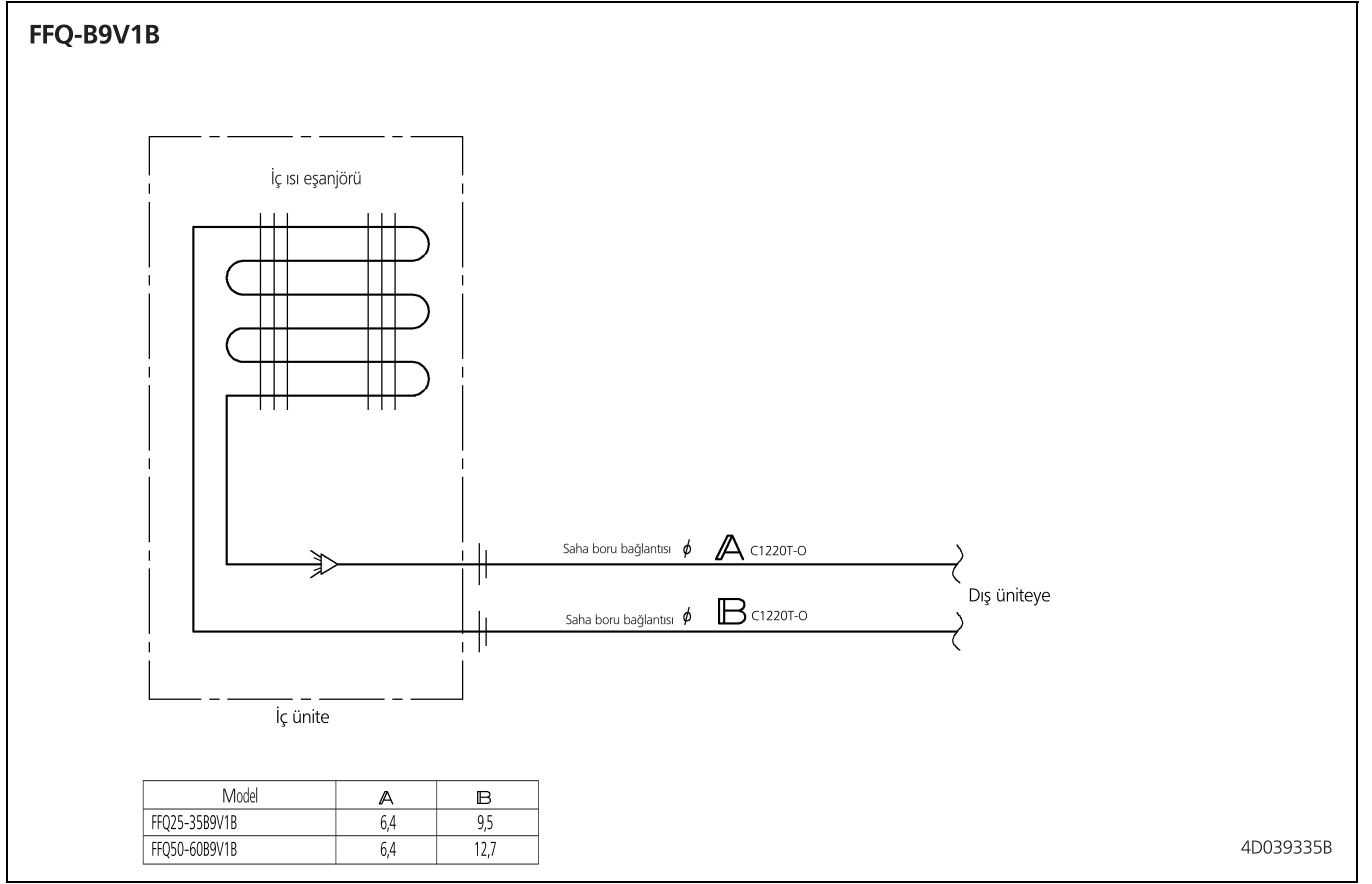 FFQ-B9V1B
İç ısı eşanjörü
Saha boru bağlantısı ϕ A C1220T-O
Dış üniteye
Saha boru bağlantısı ϕ B C1220T-O
İç ünite
Model A B
FFQ25-35B9V1B 6,4 9,5
FFQ50-60B9V1B 6,4 12,7
4D039335B